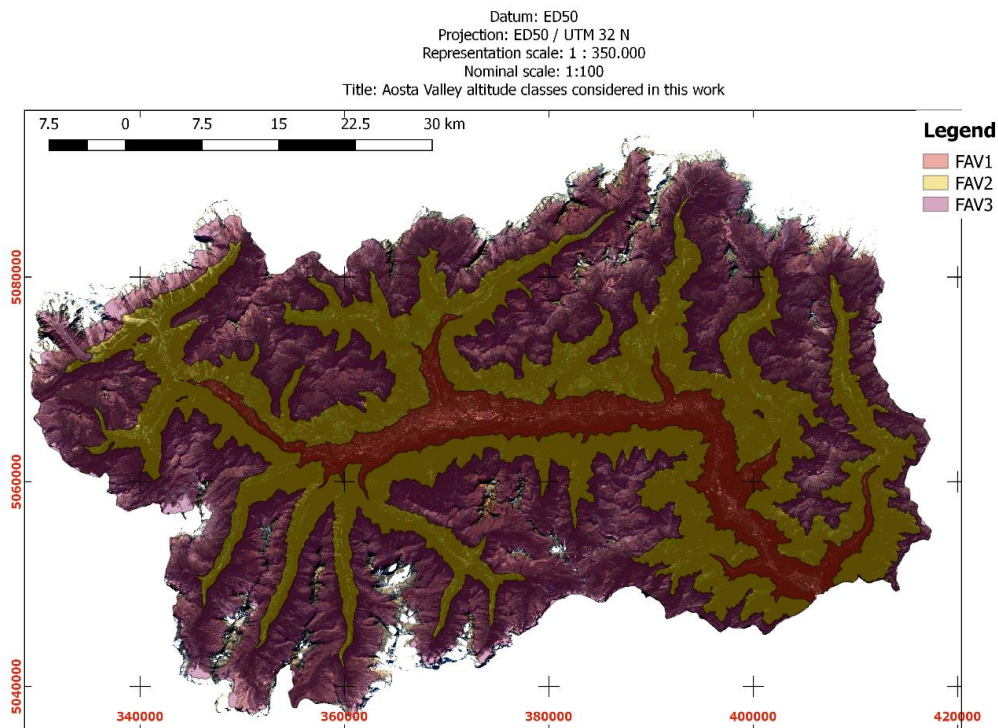 Datum: ED50
Projection: ED50 / UTM 32 N
Representation scale: 1 : 350.000
Nominal scale: 1:100
Title: Aosta Valley altitude classes considered in this work
7.5 0 7.5 15 22.5 30 km
Legend
FAV1
FAV2
FAV3
5080000
5060000
5040000
340000 360000 380000 400000 420000